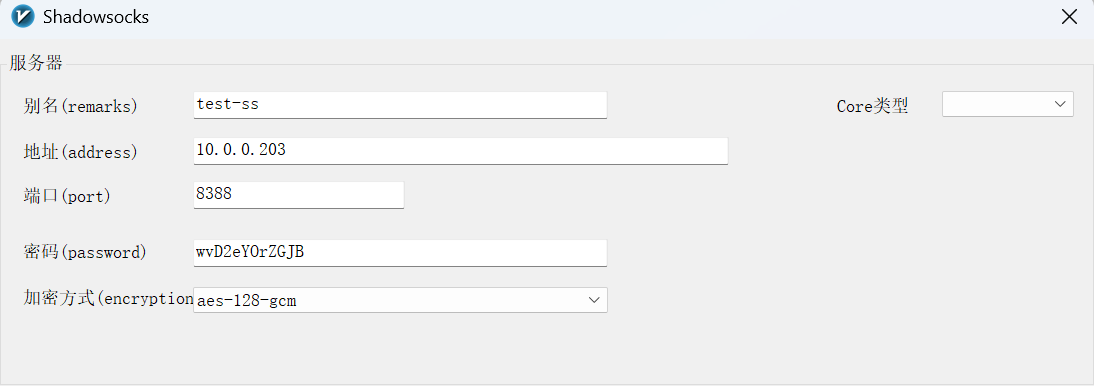 Shadowsocks
服务器
别名(remarks) test-ss Core类型
地址(address) 10.0.0.203
端口(port) 8388
密码(password) wvD2eYOrZGJB
加密方式(encryption aes-128-gcm